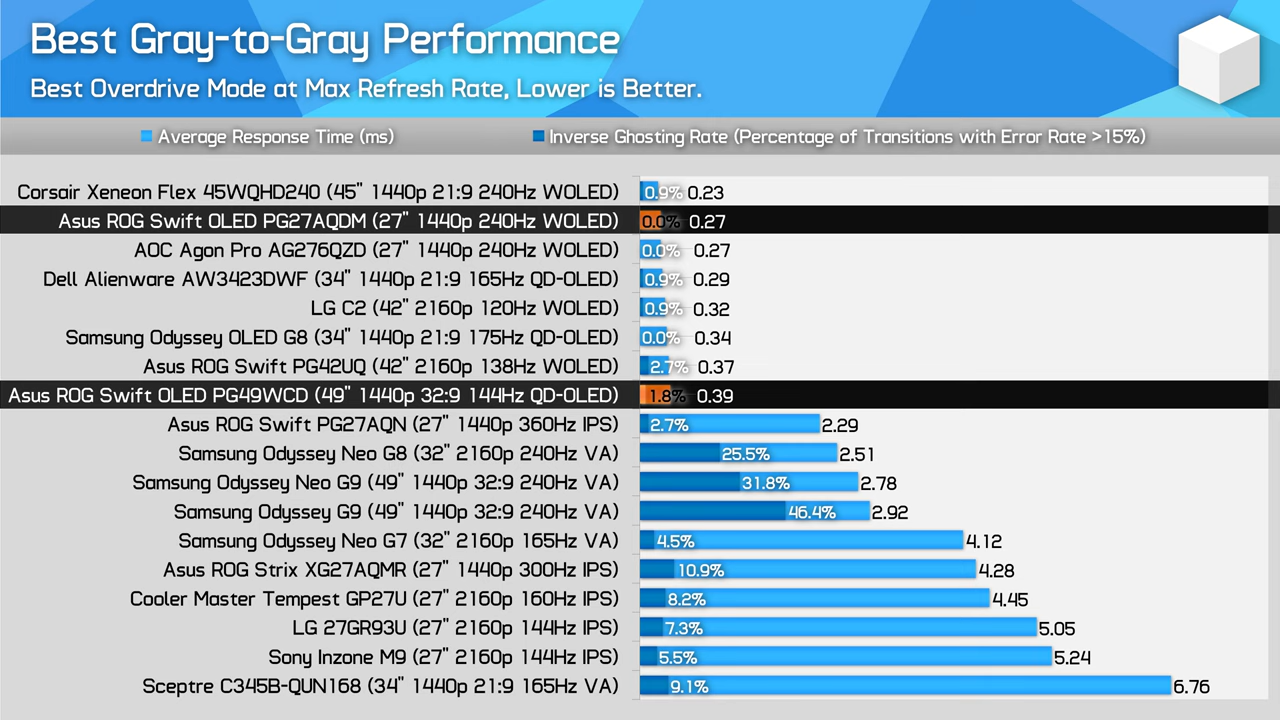 Best Gray-to-Gray Performance
Best Overdrive Mode at Max Refresh Rate, Lower is Better.
Average Response Time (ms) Inverse Ghosting Rate (Percentage of Transitions with Error Rate >15%)
Corsair Xeneon Flex 45WQHD240 (45" 1440p 21:9 240Hz WOLED) 0.9% 0.23
Asus ROG Swift OLED PG27AQDM (27" 1440p 240Hz WOLED) 0.0% 0.27
AOC Agon Pro AG276QZD (27" 1440p 240Hz WOLED) 0.0% 0.27
Dell Alienware AW3423DWF (34" 1440p 21:9 165Hz QD-OLED) 0.9% 0.29
LG C2 (42" 2160p 120Hz WOLED) 0.9% 0.32
Samsung Odyssey OLED G8 (34" 1440p 21:9 175Hz QD-OLED) 0.0% 0.34
Asus ROG Swift PG42UQ (42" 2160p 138Hz WOLED) 2.7% 0.37
Asus ROG Swift OLED PG49WCD (49" 1440p 32:9 144Hz QD-OLED) 1.8% 0.39
Asus ROG Swift PG27AQN (27" 1440p 360Hz IPS) 2.7% 2.29
Samsung Odyssey Neo G8 (32" 2160p 240Hz VA) 25.5% 2.51
Samsung Odyssey Neo G9 (49" 1440p 32:9 240Hz VA) 31.8% 2.78
Samsung Odyssey G9 (49" 1440p 32:9 240Hz VA) 46.4% 2.92
Samsung Odyssey Neo G7 (32" 2160p 165Hz VA) 4.5% 4.12
Asus ROG Strix XG27AQMR (27" 1440p 300Hz IPS) 10.9% 4.28
Cooler Master Tempest GP27U (27" 2160p 160Hz IPS) 8.2% 4.45
LG 27GR93U (27" 2160p 144Hz IPS) 7.3% 5.05
Sony Inzone M9 (27" 2160p 144Hz IPS) 5.5% 5.24
Sceptre C345B-QUN168 (34" 1440p 21:9 165Hz VA) 9.1% 6.76